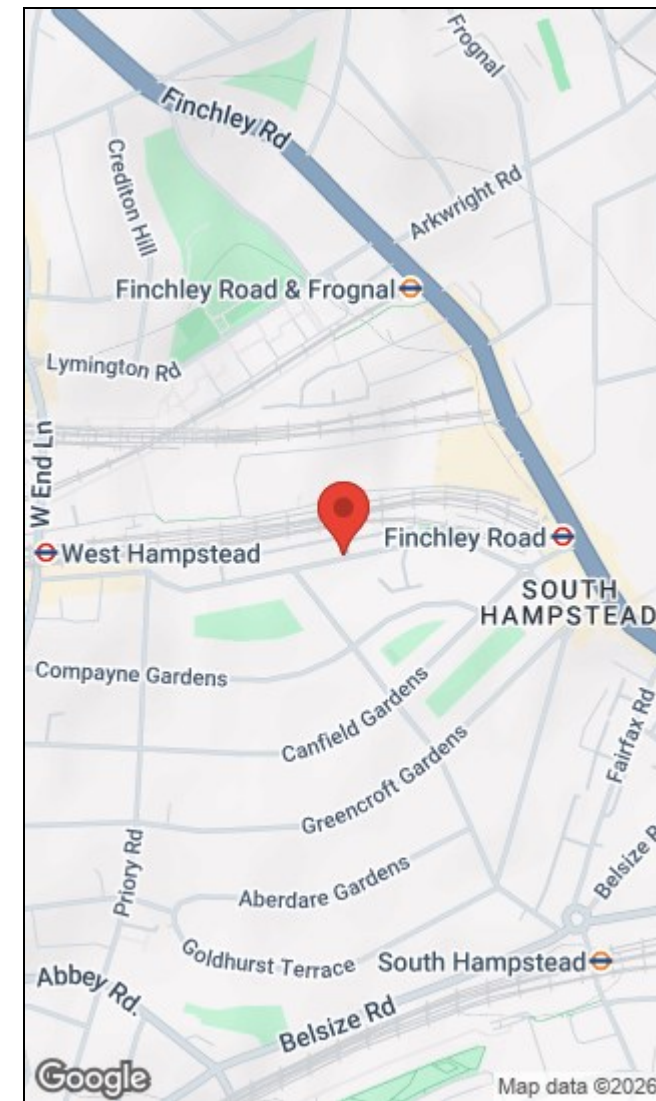 Frognal
Finchley Rd
Crediton Hill
Arkwright Rd
Finchley Road & Frognal
Lymington Rd
W End Ln
West Hampstead
Finchley Road
SOUTH
HAMPSTEAD
Compayne Gardens
Canfield Gardens
Fairfax Rd
Greencroft Gardens
Priory Rd
Aberdare Gardens
Belsize R
Goldhurst Terrace
South Hampstead
Abbey Rd.
Belsize Rd
Google
Map data ©2026